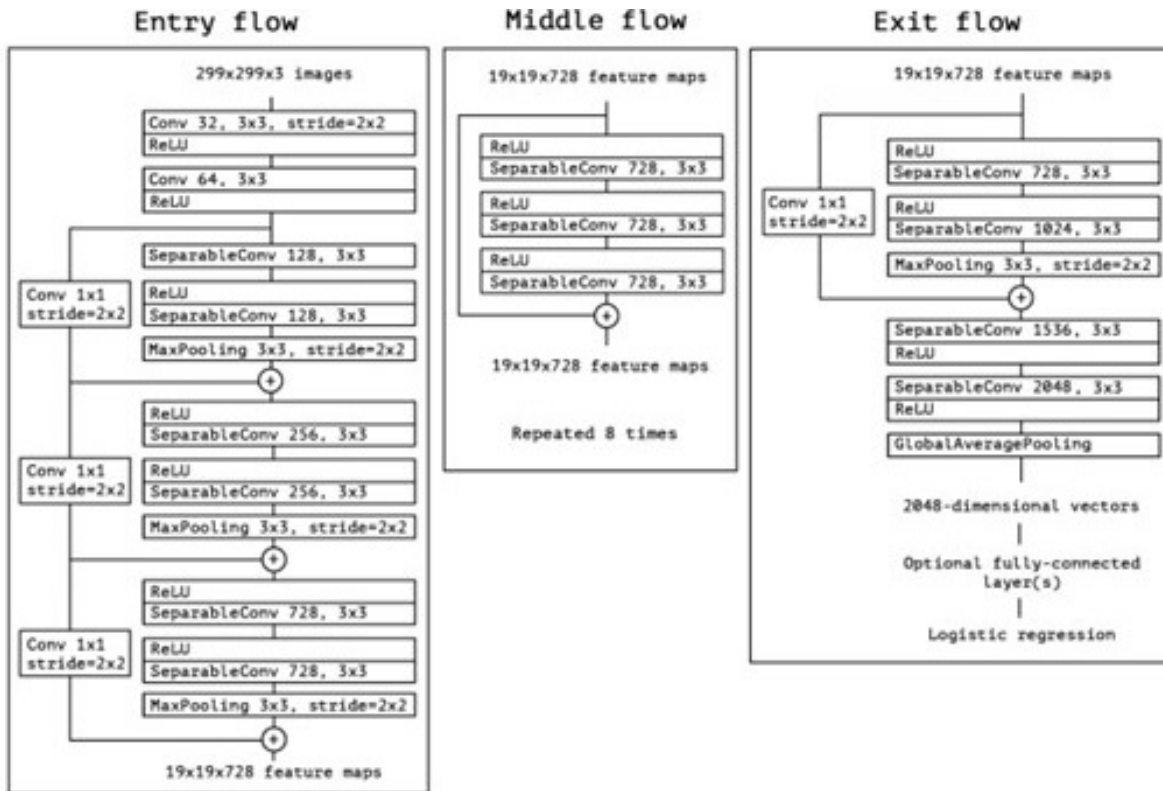 Entry flow
299x299x3 images
Conv 32, 3x3, stride=2x2
ReLU
Conv 64, 3x3
ReLU
SeparableConv 128, 3x3
Conv 1x1
stride=2x2
ReLU
SeparableConv 128, 3x3
MaxPooling 3x3, stride=2x2
+
ReLU
SeparableConv 256, 3x3
Conv 1x1
stride=2x2
ReLU
SeparableConv 256, 3x3
MaxPooling 3x3, stride=2x2
+
ReLU
SeparableConv 728, 3x3
Conv 1x1
stride=2x2
ReLU
SeparableConv 728, 3x3
MaxPooling 3x3, stride=2x2
+
19x19x728 feature maps
Middle flow
19x19x728 feature maps
ReLU
SeparableConv 728, 3x3
ReLU
SeparableConv 728, 3x3
ReLU
SeparableConv 728, 3x3
+
19x19x728 feature maps
Repeated 8 times
Exit flow
19x19x728 feature maps
ReLU
SeparableConv 728, 3x3
Conv 1x1
stride=2x2
ReLU
SeparableConv 1024, 3x3
MaxPooling 3x3, stride=2x2
+
SeparableConv 1536, 3x3
ReLU
SeparableConv 2048, 3x3
ReLU
GlobalAveragePooling
2048-dimensional vectors
Optional fully-connected
layer(s)
Logistic regression